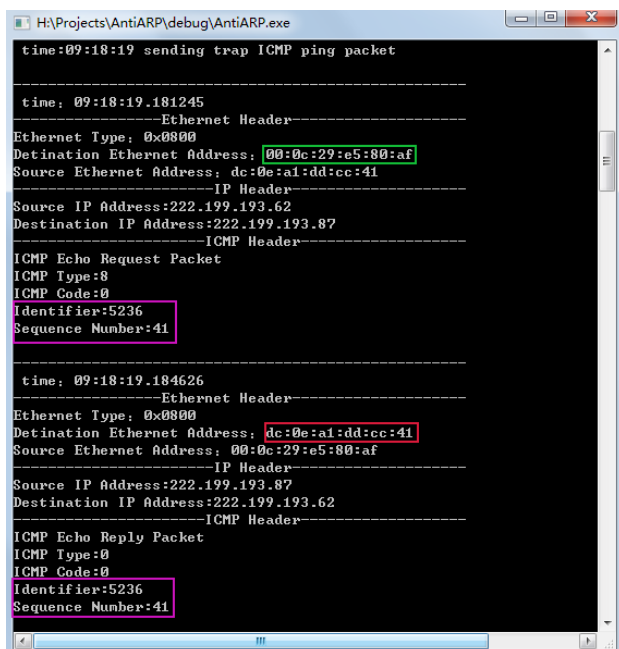 H:\Projects\AntiARP\debug\AntiARP.exe
time:09:18:19 sending trap ICMP ping packet
--------------------------------------------------
time：09:18:19.181245
----------------Ethernet Header-------------------
Ethernet Type：0x0800
Detination Ethernet Address：00:0c:29:e5:80:af
Source Ethernet Address：dc:0e:a1:dd:cc:41
----------------------IP Header-------------------
Source IP Address:222.199.193.62
Destination IP Address:222.199.193.87
---------------------ICMP Header------------------
ICMP Echo Request Packet
ICMP Type:8
ICMP Code:0
Identifier:5236
Sequence Number:41
--------------------------------------------------
time：09:18:19.184626
----------------Ethernet Header-------------------
Ethernet Type：0x0800
Detination Ethernet Address：dc:0e:a1:dd:cc:41
Source Ethernet Address：00:0c:29:e5:80:af
----------------------IP Header-------------------
Source IP Address:222.199.193.87
Destination IP Address:222.199.193.62
---------------------ICMP Header------------------
ICMP Echo Reply Packet
ICMP Type:0
ICMP Code:0
Identifier:5236
Sequence Number:41